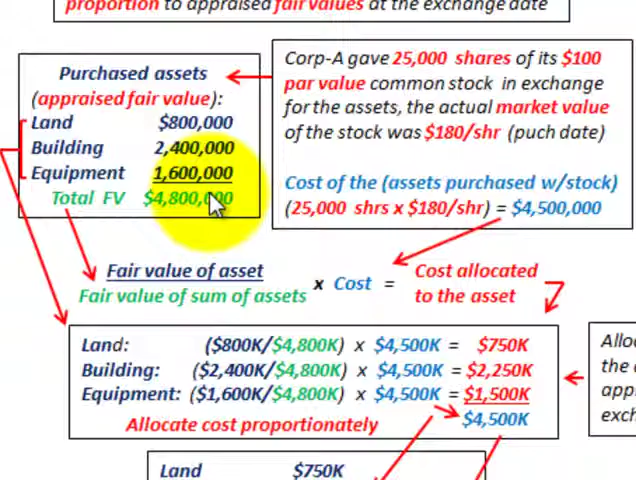 proportion to appraised fair values at the exchange date
Purchased assets
(appraised fair value):
Land $800,000
Building 2,400,000
Equipment 1,600,000
Total FV $4,800,000
Corp-A gave 25,000 shares of its $100
par value common stock in exchange
for the assets, the actual market value
of the stock was $180/shr (puch date)
Cost of the (assets purchased w/stock)
(25,000 shrs x $180/shr) = $4,500,000
Fair value of asset
Fair value of sum of assets
x Cost =
Cost allocated
to the asset
Land: ($800K/$4,800K) x $4,500K = $750K
Building: ($2,400K/$4,800K) x $4,500K = $2,250K
Equipment: ($1,600K/$4,800K) x $4,500K = $1,500K
Allocate cost proportionately $4,500K
the
Land $750K